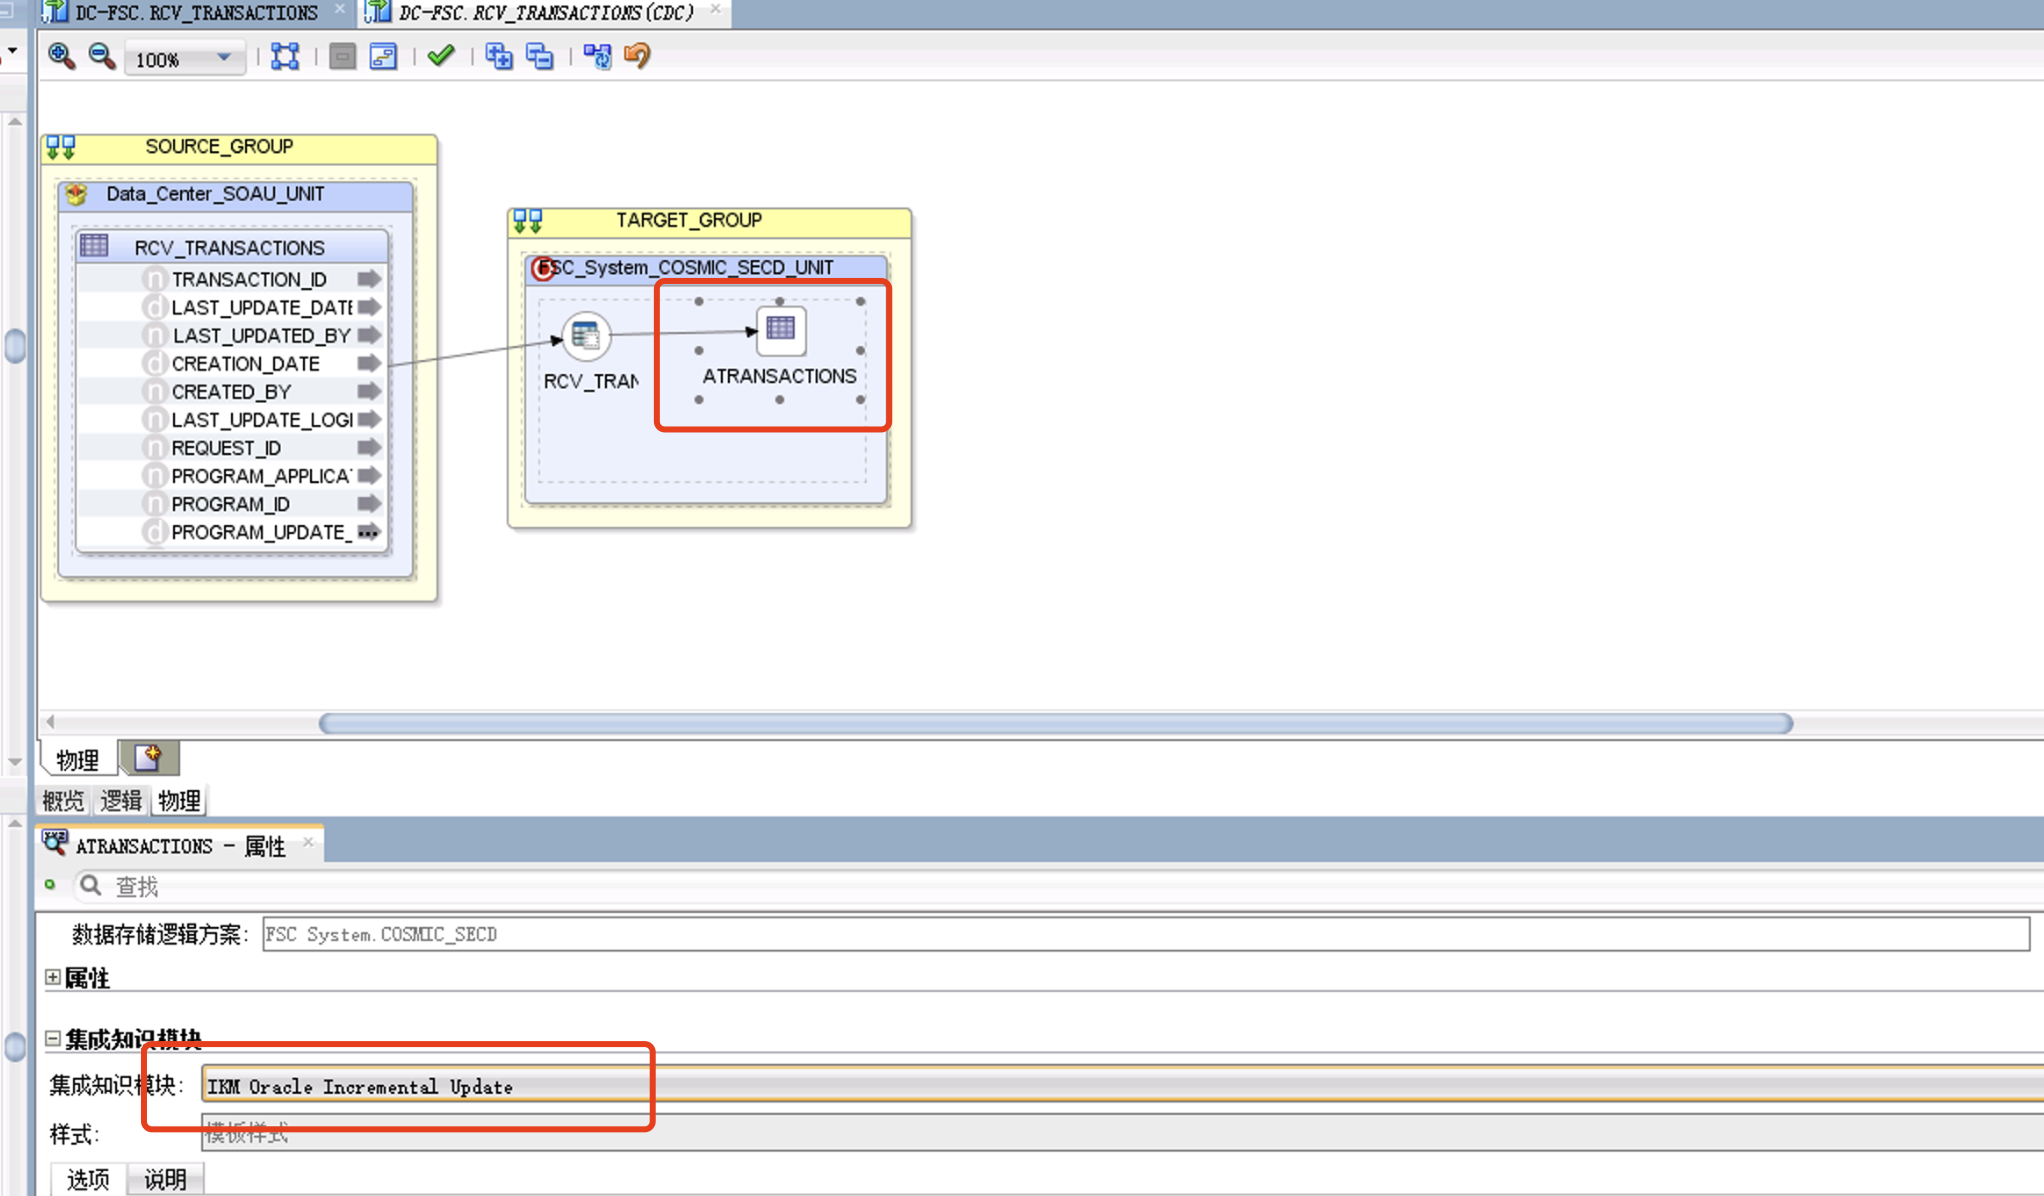 DC-FSC.RCV_TRANSACTIONS
DC-FSC.RCV_TRANSACTIONS(CDC)
100%
SOURCE_GROUP
Data_Center_SOAU_UNIT
RCV_TRANSACTIONS
n TRANSACTION_ID
d LAST_UPDATE_DATE
n LAST_UPDATED_BY
d CREATION_DATE
n CREATED_BY
n LAST_UPDATE_LOGI
n REQUEST_ID
n PROGRAM_APPLICA
n PROGRAM_ID
d PROGRAM_UPDATE_
TARGET_GROUP
FSC_System_COSMIC_SECD_UNIT
RCV_TRAN
ATRANSACTIONS
物理
概览 逻辑 物理
ATRANSACTIONS - 属性
查找
数据存储逻辑方案: FSC System.COSMIC_SECD
属性
集成知识模块
集成知识模块: IKM Oracle Incremental Update
样式: 模板样式
选项 说明